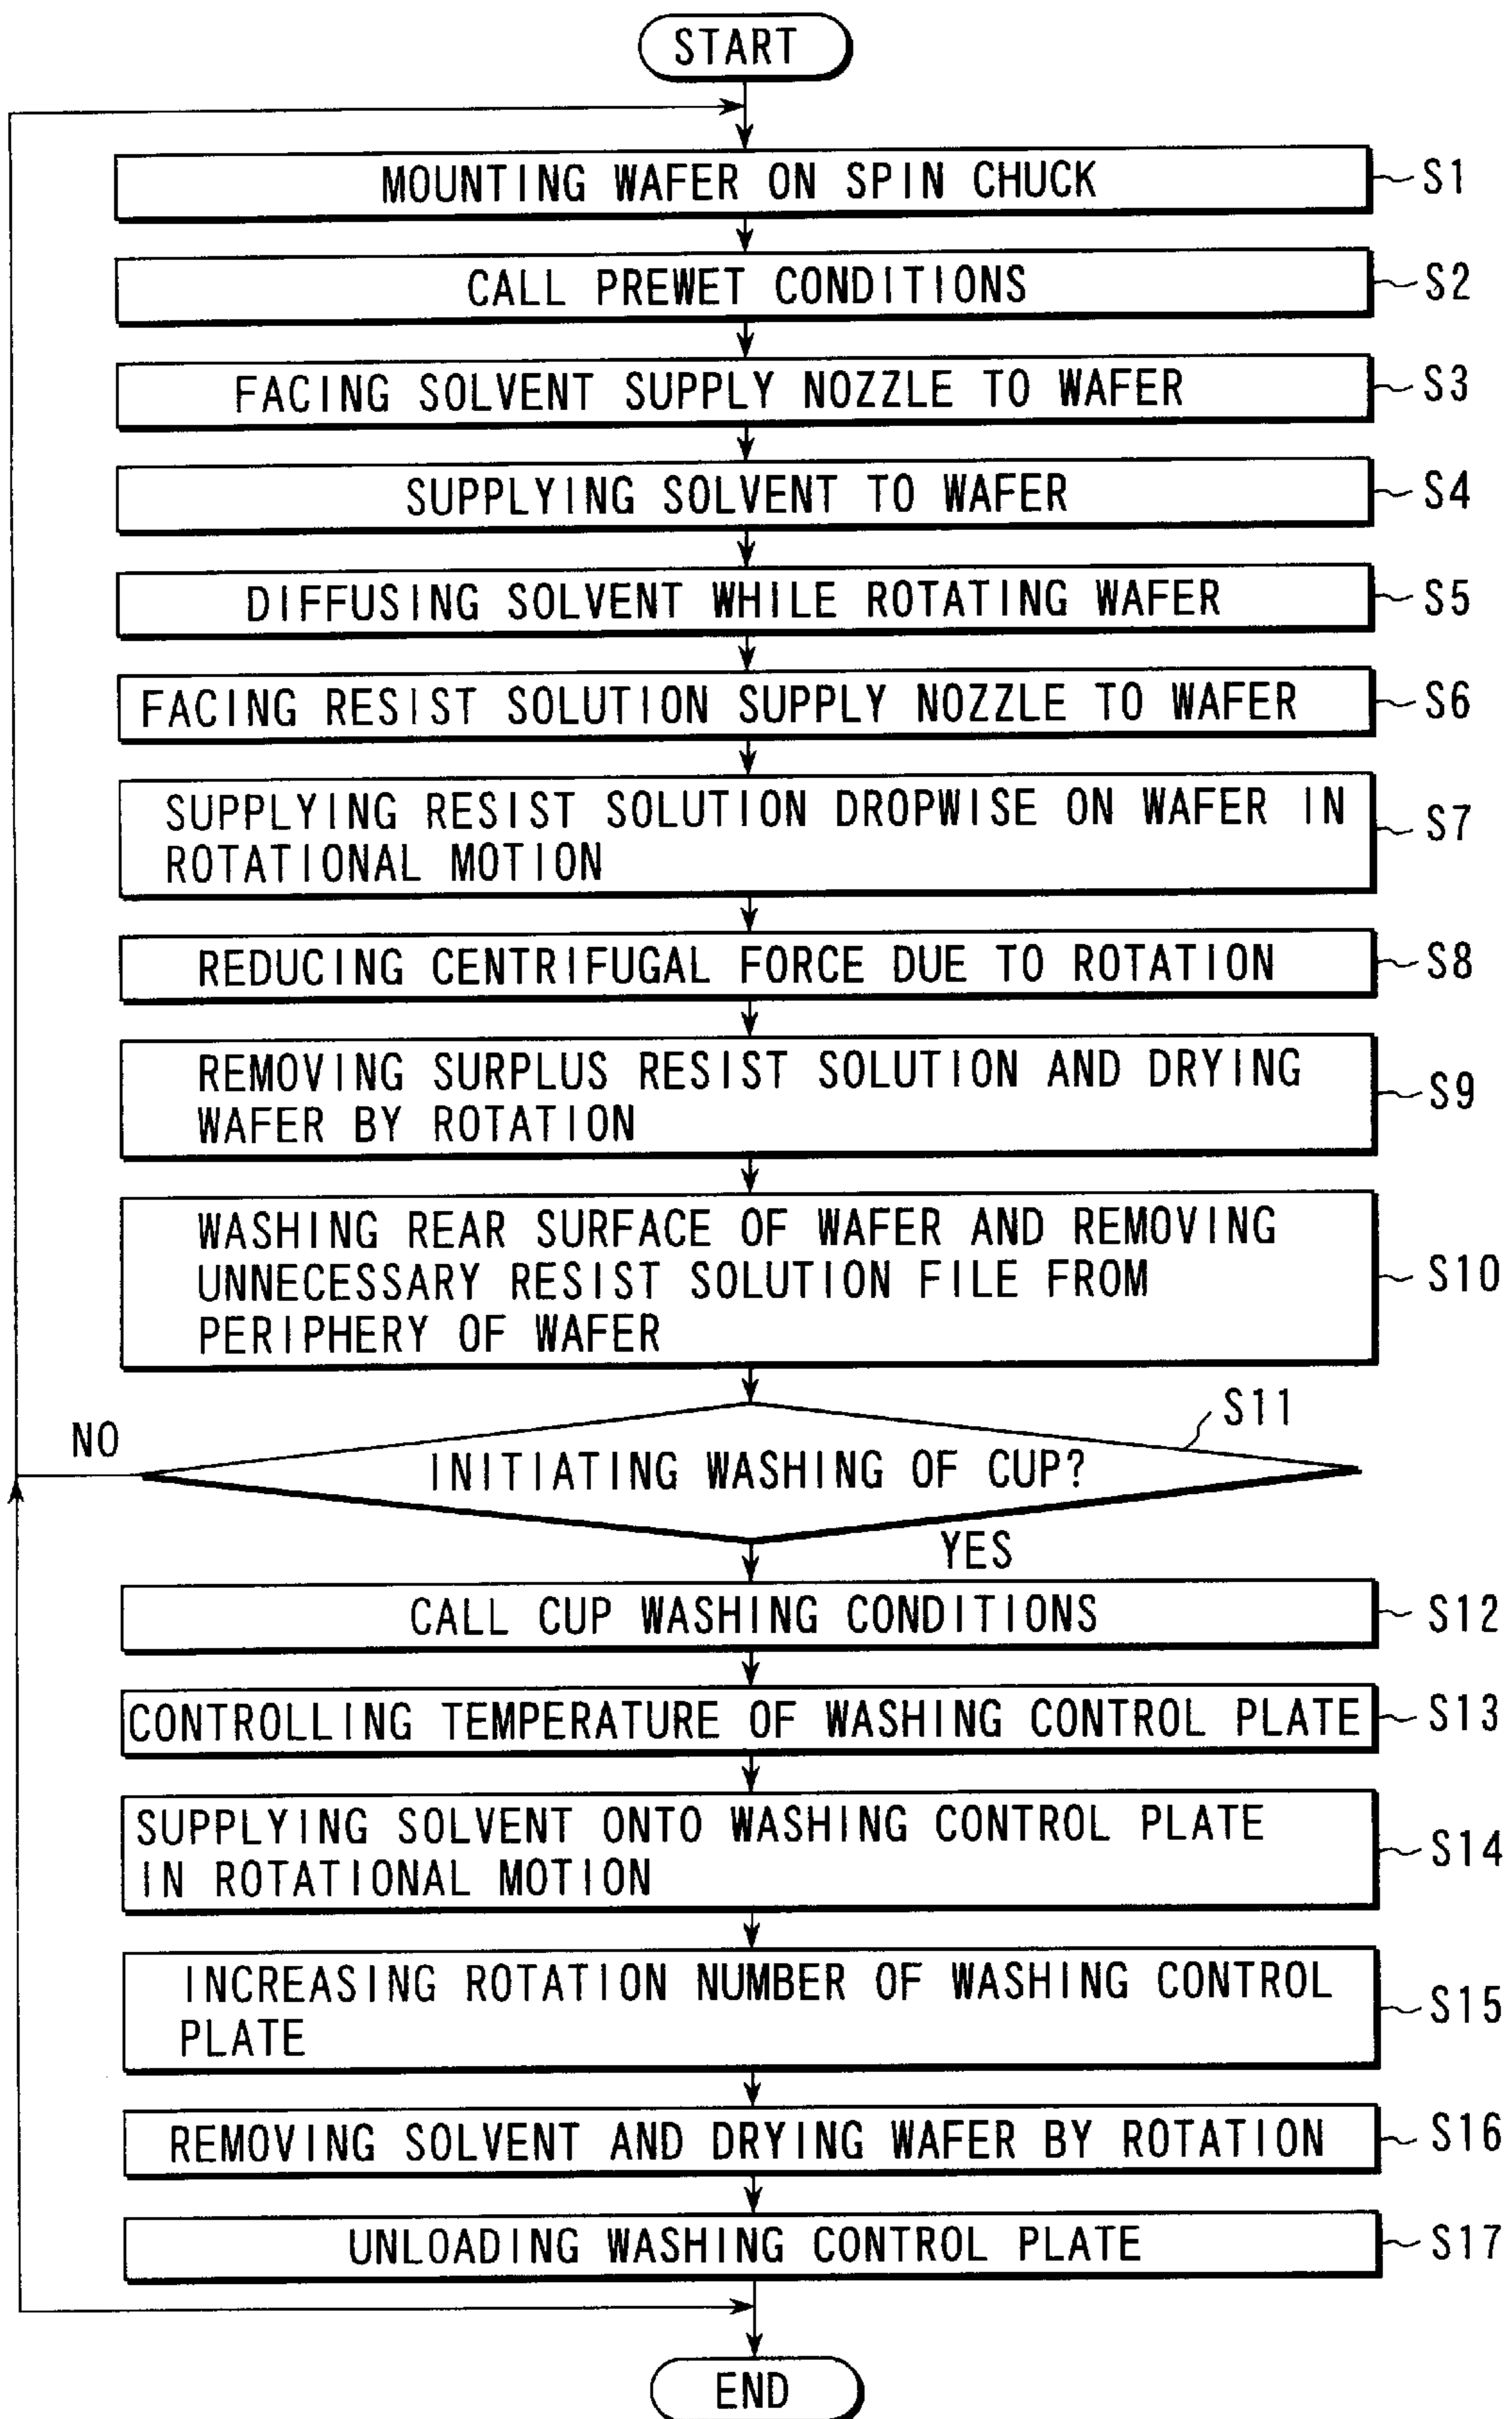 START
MOUNTING WAFER ON SPIN CHUCK
S1
CALL PREWET CONDITIONS
S2
FACING SOLVENT SUPPLY NOZZLE TO WAFER
S3
SUPPLYING SOLVENT TO WAFER
S4
DIFFUSING SOLVENT WHILE ROTATING WAFER
S5
FACING RESIST SOLUTION SUPPLY NOZZLE TO WAFER
S6
SUPPLYING RESIST SOLUTION DROPWISE ON WAFER IN
ROTATIONAL MOTION
S7
REDUCING CENTRIFUGAL FORCE DUE TO ROTATION
S8
REMOVING SURPLUS RESIST SOLUTION AND DRYING
WAFER BY ROTATION
S9
WASHING REAR SURFACE OF WAFER AND REMOVING
UNNECESSARY RESIST SOLUTION FILE FROM
PERIPHERY OF WAFER
S10
S11
NO
INITIATING WASHING OF CUP?
YES
CALL CUP WASHING CONDITIONS
S12
CONTROLLING TEMPERATURE OF WASHING CONTROL PLATE
S13
SUPPLYING SOLVENT ONTO WASHING CONTROL PLATE
IN ROTATIONAL MOTION
S14
INCREASING ROTATION NUMBER OF WASHING CONTROL
PLATE
S15
REMOVING SOLVENT AND DRYING WAFER BY ROTATION
S16
UNLOADING WASHING CONTROL PLATE
S17
END